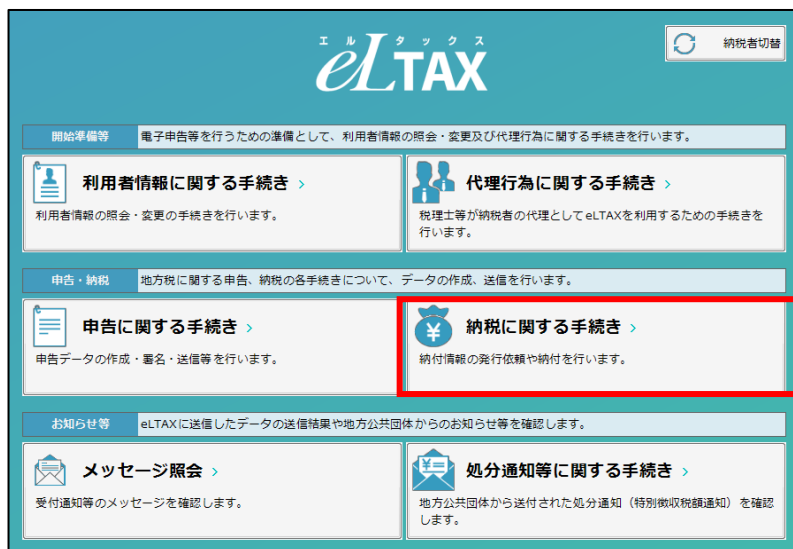 エルタックス
eLTAX
納税者切替
開始準備等 電子申告等を行うための準備として、利用者情報の照会・変更及び代理行為に関する手続きを行います。
利用者情報に関する手続き >
利用者情報の照会・変更の手続きを行います。
代理行為に関する手続き >
税理士等が納税者の代理としてeLTAXを利用するための手続きを
行います。
申告・納税 地方税に関する申告、納税の各手続きについて、データの作成、送信を行います。
申告に関する手続き >
申告データの作成・署名・送信等を行います。
納税に関する手続き >
納付情報の発行依頼や納付を行います。
お知らせ等 eLTAXに送信したデータの送信結果や地方公共団体からのお知らせ等を確認します。
メッセージ照会 >
受付通知等のメッセージを確認します。
処分通知等に関する手続き >
地方公共団体から送付された処分通知（特別徴収税額通知）を確認
します。